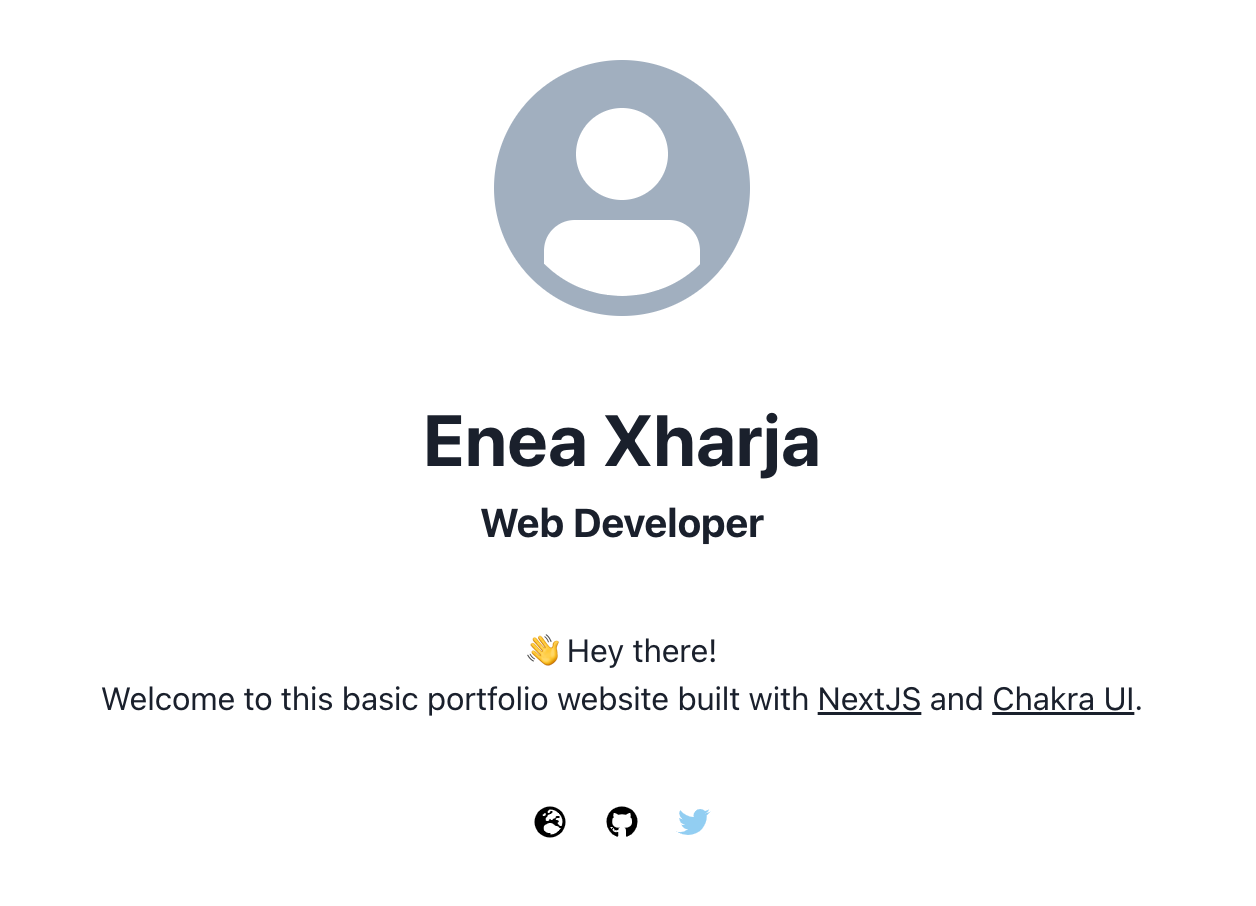 Enea Xharja
Web Developer
👋 Hey there!
Welcome to this basic portfolio website built with NextJS and Chakra UI.